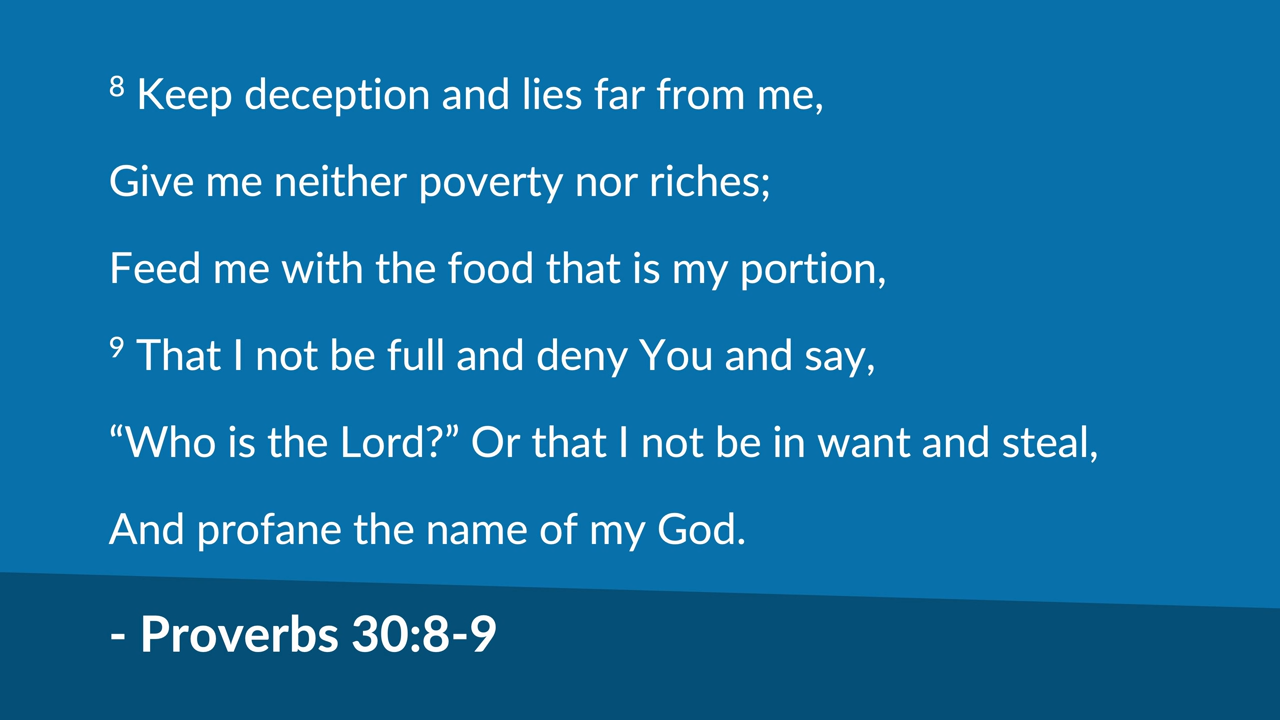 ⁸ Keep deception and lies far from me,
Give me neither poverty nor riches;
Feed me with the food that is my portion,
⁹ That I not be full and deny You and say,
“Who is the Lord?” Or that I not be in want and steal,
And profane the name of my God.
- Proverbs 30:8-9